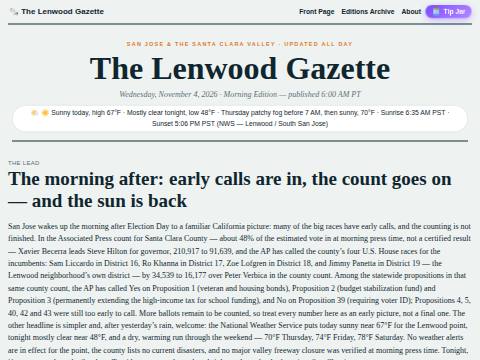 The Lenwood Gazette
Front Page Editions Archive About Tip Jar
SAN JOSE & THE SANTA CLARA VALLEY · UPDATED ALL DAY
The Lenwood Gazette
Wednesday, November 4, 2026 · Morning Edition — published 6:00 AM PT
Sunny today, high 67°F · Mostly clear tonight, low 48°F · Thursday patchy fog before 7 AM, then sunny, 70°F · Sunrise 6:35 AM PST ·
Sunset 5:06 PM PST (NWS — Lenwood / South San Jose)
THE LEAD
The morning after: early calls are in, the count goes on
— and the sun is back
San Jose wakes up the morning after Election Day to a familiar California picture: many of the big races have early calls, and the counting is not
finished. In the Associated Press count for Santa Clara County — about 48% of the estimated vote in at morning press time, not a certified result
— Xavier Becerra leads Steve Hilton for governor, 210,917 to 91,639, and the AP has called the county's four U.S. House races for the
incumbents: Sam Liccardo in District 16, Ro Khanna in District 17, Zoe Lofgren in District 18, and Jimmy Panetta in District 19 — the
Lenwood neighborhood's own district — by 34,539 to 16,177 over Peter Verbica in the county count. Among the statewide propositions in that
same county count, the AP has called Yes on Proposition 1 (veteran and housing bonds), Proposition 2 (budget stabilization fund) and
Proposition 3 (permanently extending the high-income tax for school funding), and No on Proposition 39 (requiring voter ID); Propositions 4, 5,
40, 42 and 43 were still too early to call. More ballots remain to be counted, so treat every number here as an early picture, not a final one. The
other headline is simpler and, after yesterday's rain, welcome: the National Weather Service puts today sunny near 67°F for the Lenwood point,
tonight mostly clear near 48°F, and a dry, warming run through the weekend — 70°F Thursday, 74°F Friday, 78°F Saturday. No weather alerts
are in effect for the point, the county lists no current disasters, and no major valley freeway closure was verified at morning press time. Tonight,